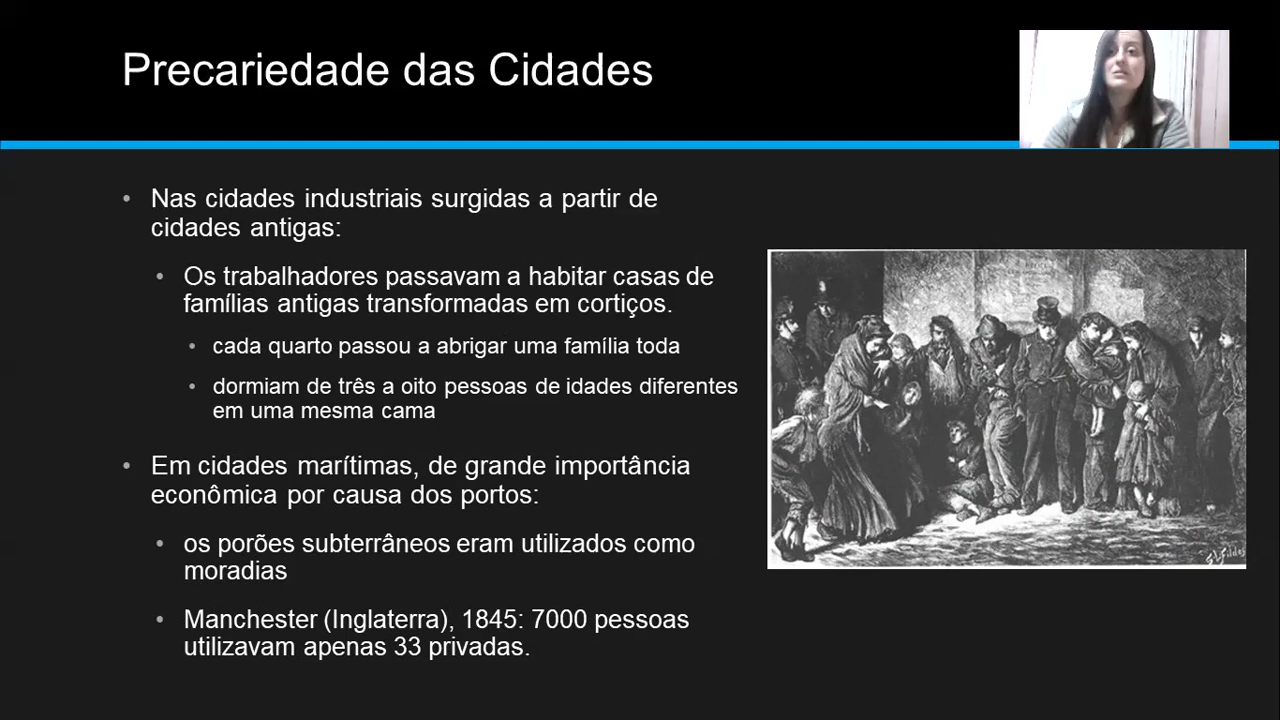 Precariedade das Cidades
• Nas cidades industriais surgidas a partir de
cidades antigas:
• Os trabalhadores passavam a habitar casas de
famílias antigas transformadas em cortiços.
• cada quarto passou a abrigar uma família toda
• dormiam de três a oito pessoas de idades diferentes
em uma mesma cama
• Em cidades marítimas, de grande importância
econômica por causa dos portos:
• os porões subterrâneos eram utilizados como
moradias
• Manchester (Inglaterra), 1845: 7000 pessoas
utilizavam apenas 33 privadas.